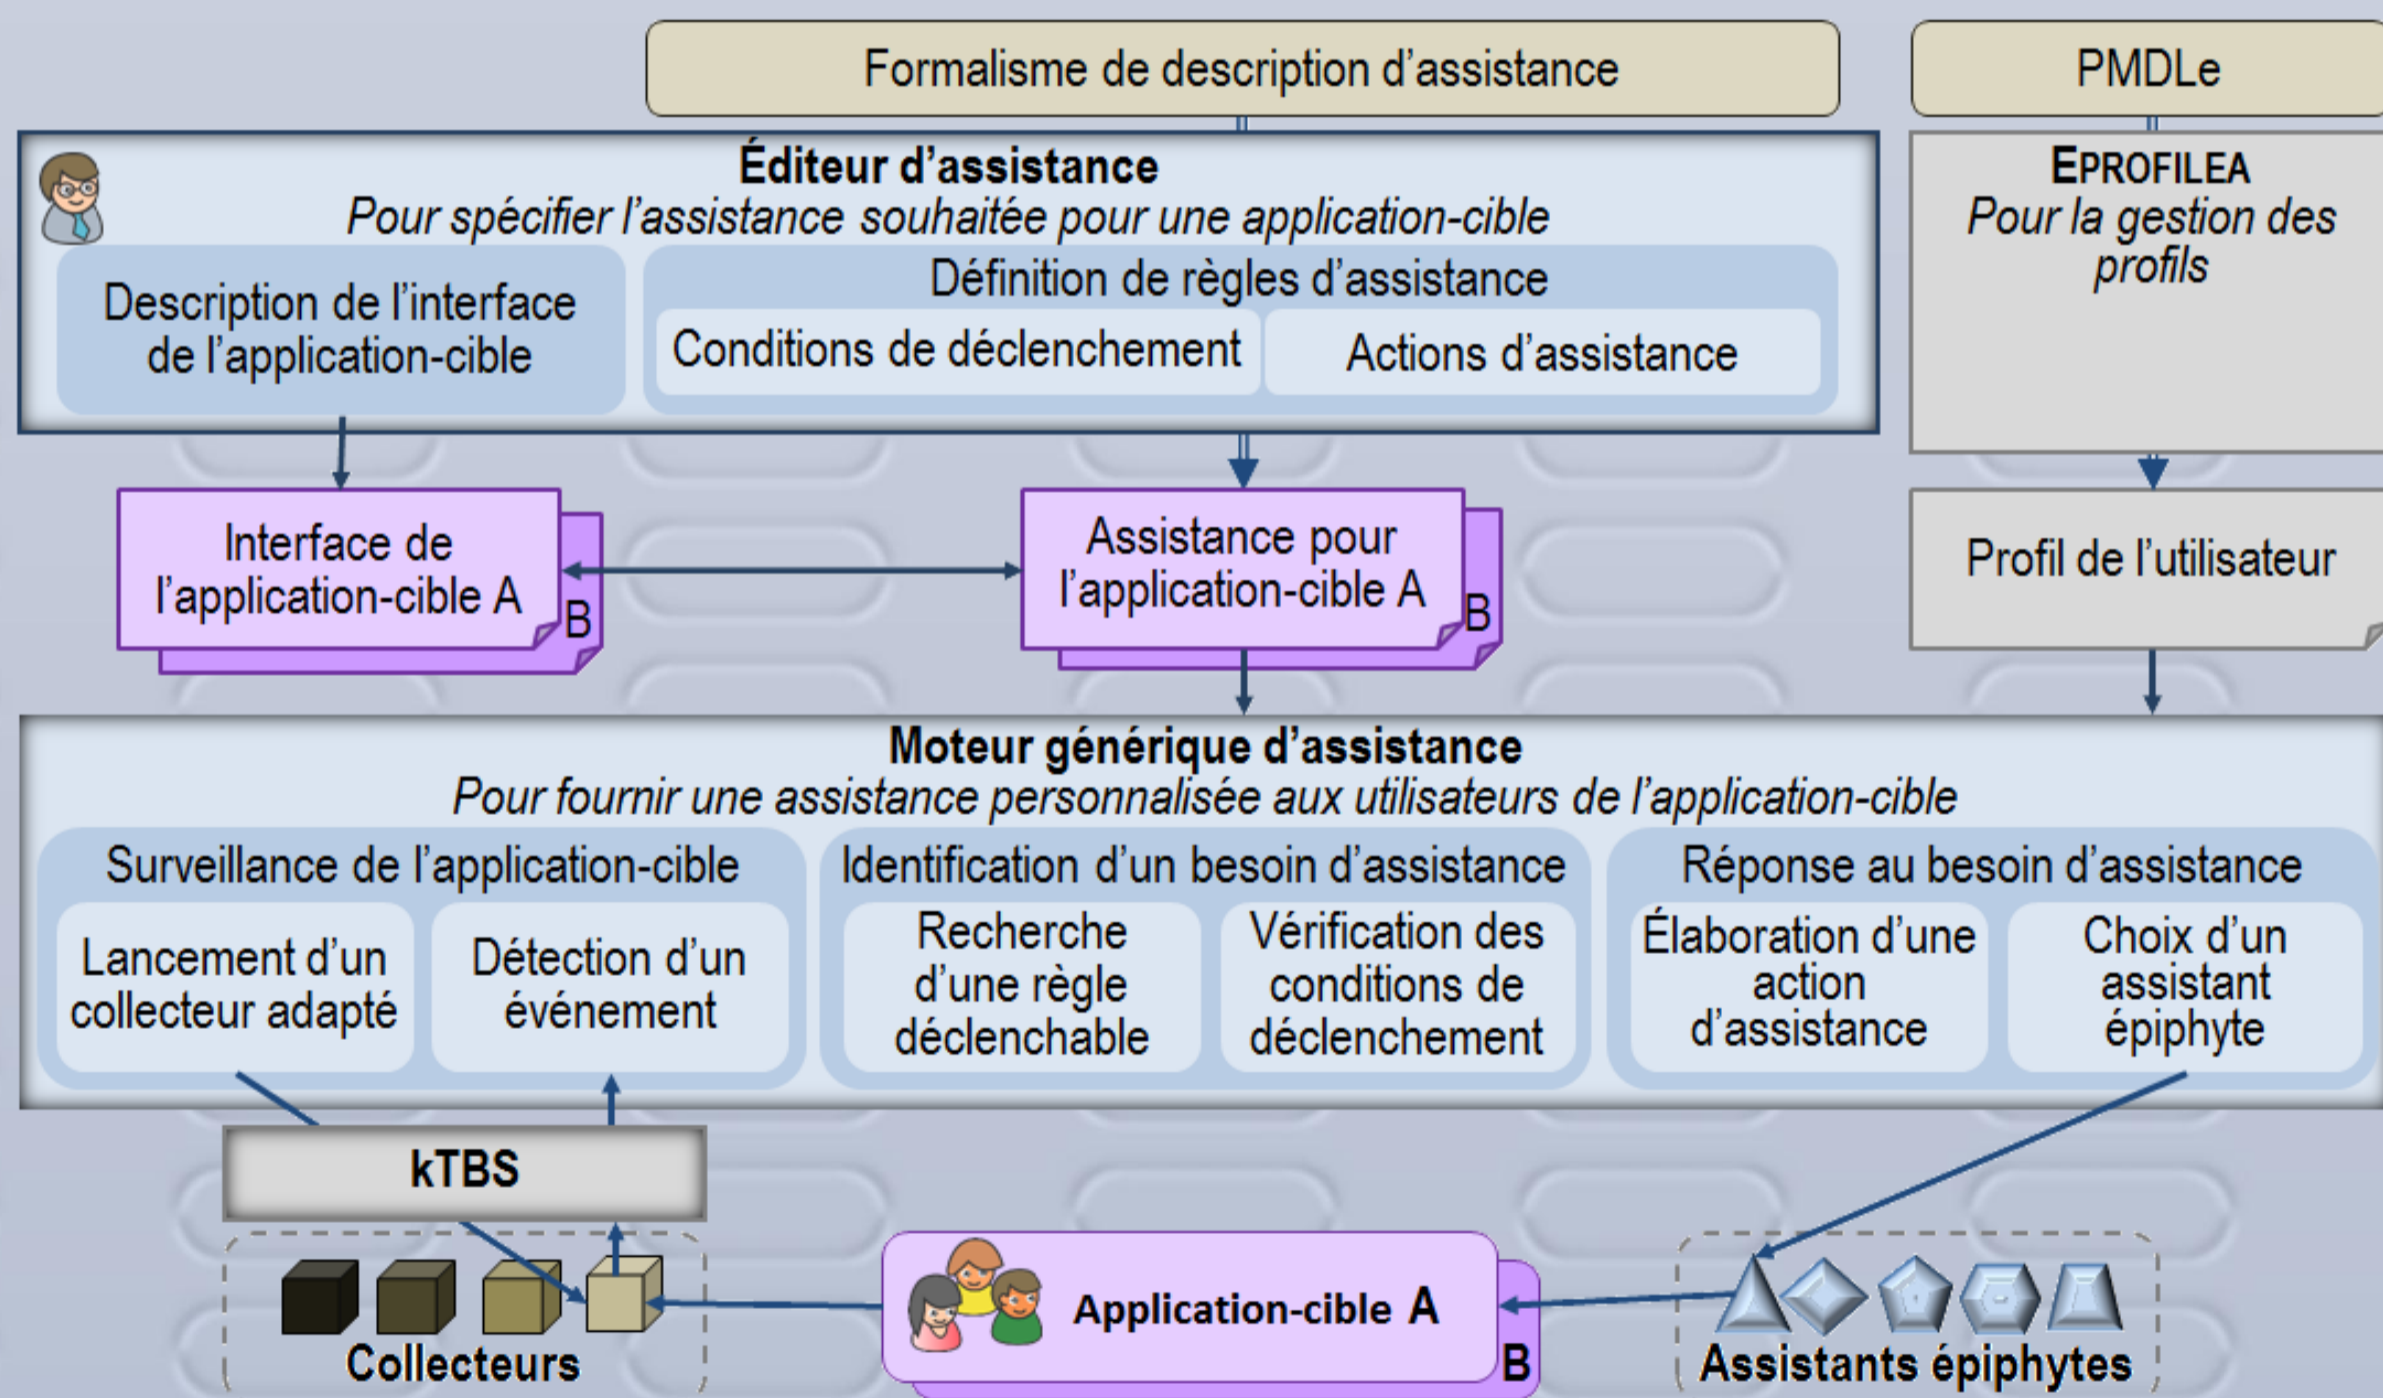 Formalisme de description d’assistance
PMDLe
Éditeur d’assistance
Pour spécifier l’assistance souhaitée pour une application-cible
Description de l’interface
de l’application-cible
Définition de règles d’assistance
Conditions de déclenchement
Actions d’assistance
EPROFILEA
Pour la gestion des
profils
Interface de
l’application-cible A
B
Assistance pour
l’application-cible A
B
Profil de l’utilisateur
Moteur générique d’assistance
Pour fournir une assistance personnalisée aux utilisateurs de l’application-cible
Surveillance de l’application-cible
Lancement d’un
collecteur adapté
Détection d’un
événement
Identification d’un besoin d’assistance
Recherche
d’une règle
déclenchable
Vérification des
conditions de
déclenchement
Réponse au besoin d’assistance
Élaboration d’une
action
d’assistance
Choix d’un
assistant
épiphyte
kTBS
Collecteurs
Application-cible A
B
Assistants épiphytes